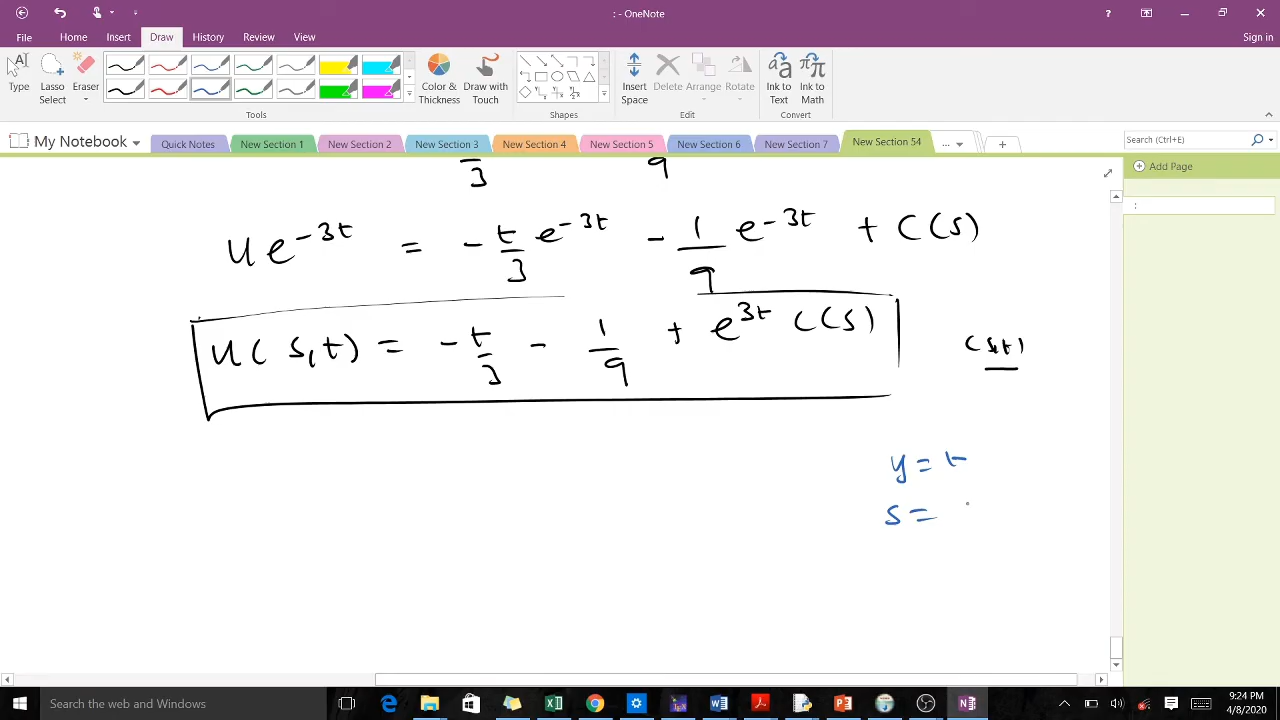 : - OneNote
?
File Home Insert Draw History Review View Sign in
Type
Lasso Select
Eraser
Color & Thickness
Draw with Touch
Insert Space
Delete
Arrange
Rotate
Ink to Text
Ink to Math
Tools Shapes Edit Convert
My Notebook Quick Notes New Section 1 New Section 2 New Section 3 New Section 4 New Section 5 New Section 6 New Section 7 New Section 54 ... +
Search (Ctrl+E)
Add Page
:
3 9
u e^-3t = - t/3 e^-3t - 1/9 e^-3t + C(s)
u(s,t) = - t/3 - 1/9 + e^3t C(s)
(s,t)
y = t
s =
Search the web and Windows
9:24 PM
4/8/2020